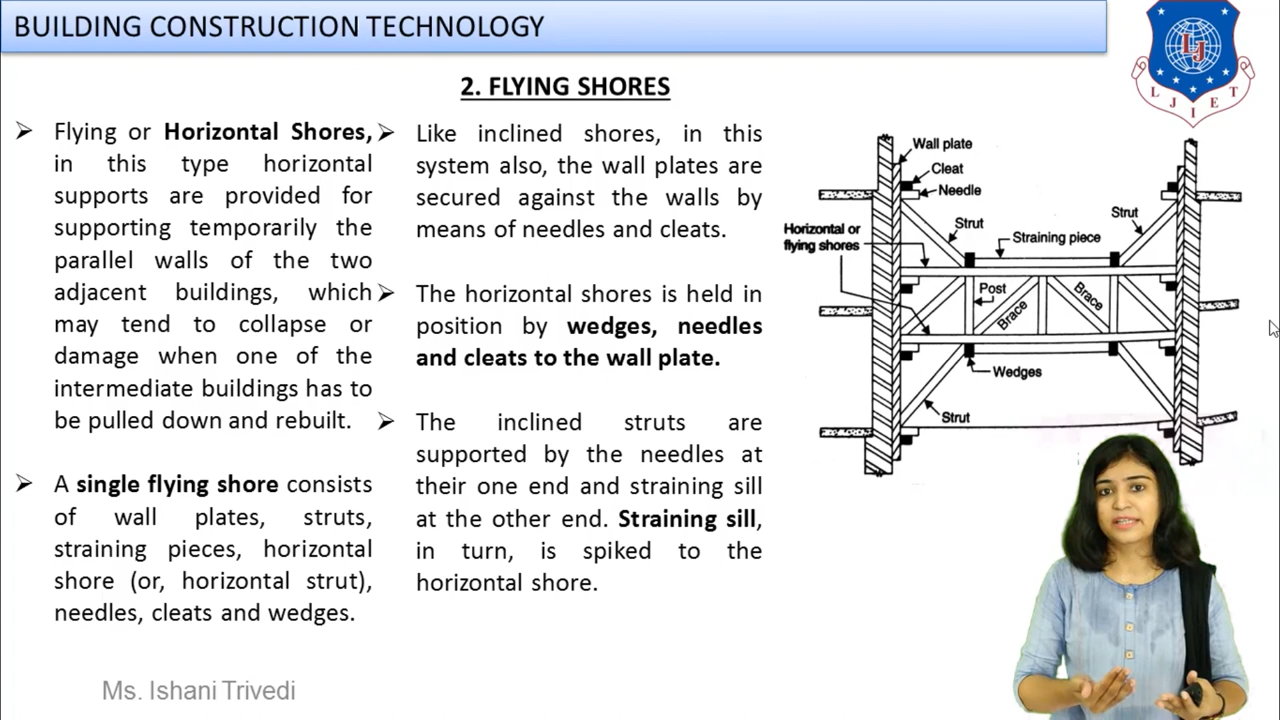 BUILDING CONSTRUCTION TECHNOLOGY
2. FLYING SHORES
Flying or Horizontal Shores,
in this type horizontal
supports are provided for
supporting temporarily the
parallel walls of the two
adjacent buildings, which
may tend to collapse or
damage when one of the
intermediate buildings has to
be pulled down and rebuilt.
A single flying shore consists
of wall plates, struts,
straining pieces, horizontal
shore (or, horizontal strut),
needles, cleats and wedges.
Like inclined shores, in this
system also, the wall plates are
secured against the walls by
means of needles and cleats.
The horizontal shores is held in
position by wedges, needles
and cleats to the wall plate.
The inclined struts are
supported by the needles at
their one end and straining sill
at the other end. Straining sill,
in turn, is spiked to the
horizontal shore.
Wall plate
Cleat
Needle
Strut
Strut
Horizontal or
flying shores
Straining piece
Post
Brace
Brace
Wedges
Strut
LJ
L J I E T
Ms. Ishani Trivedi